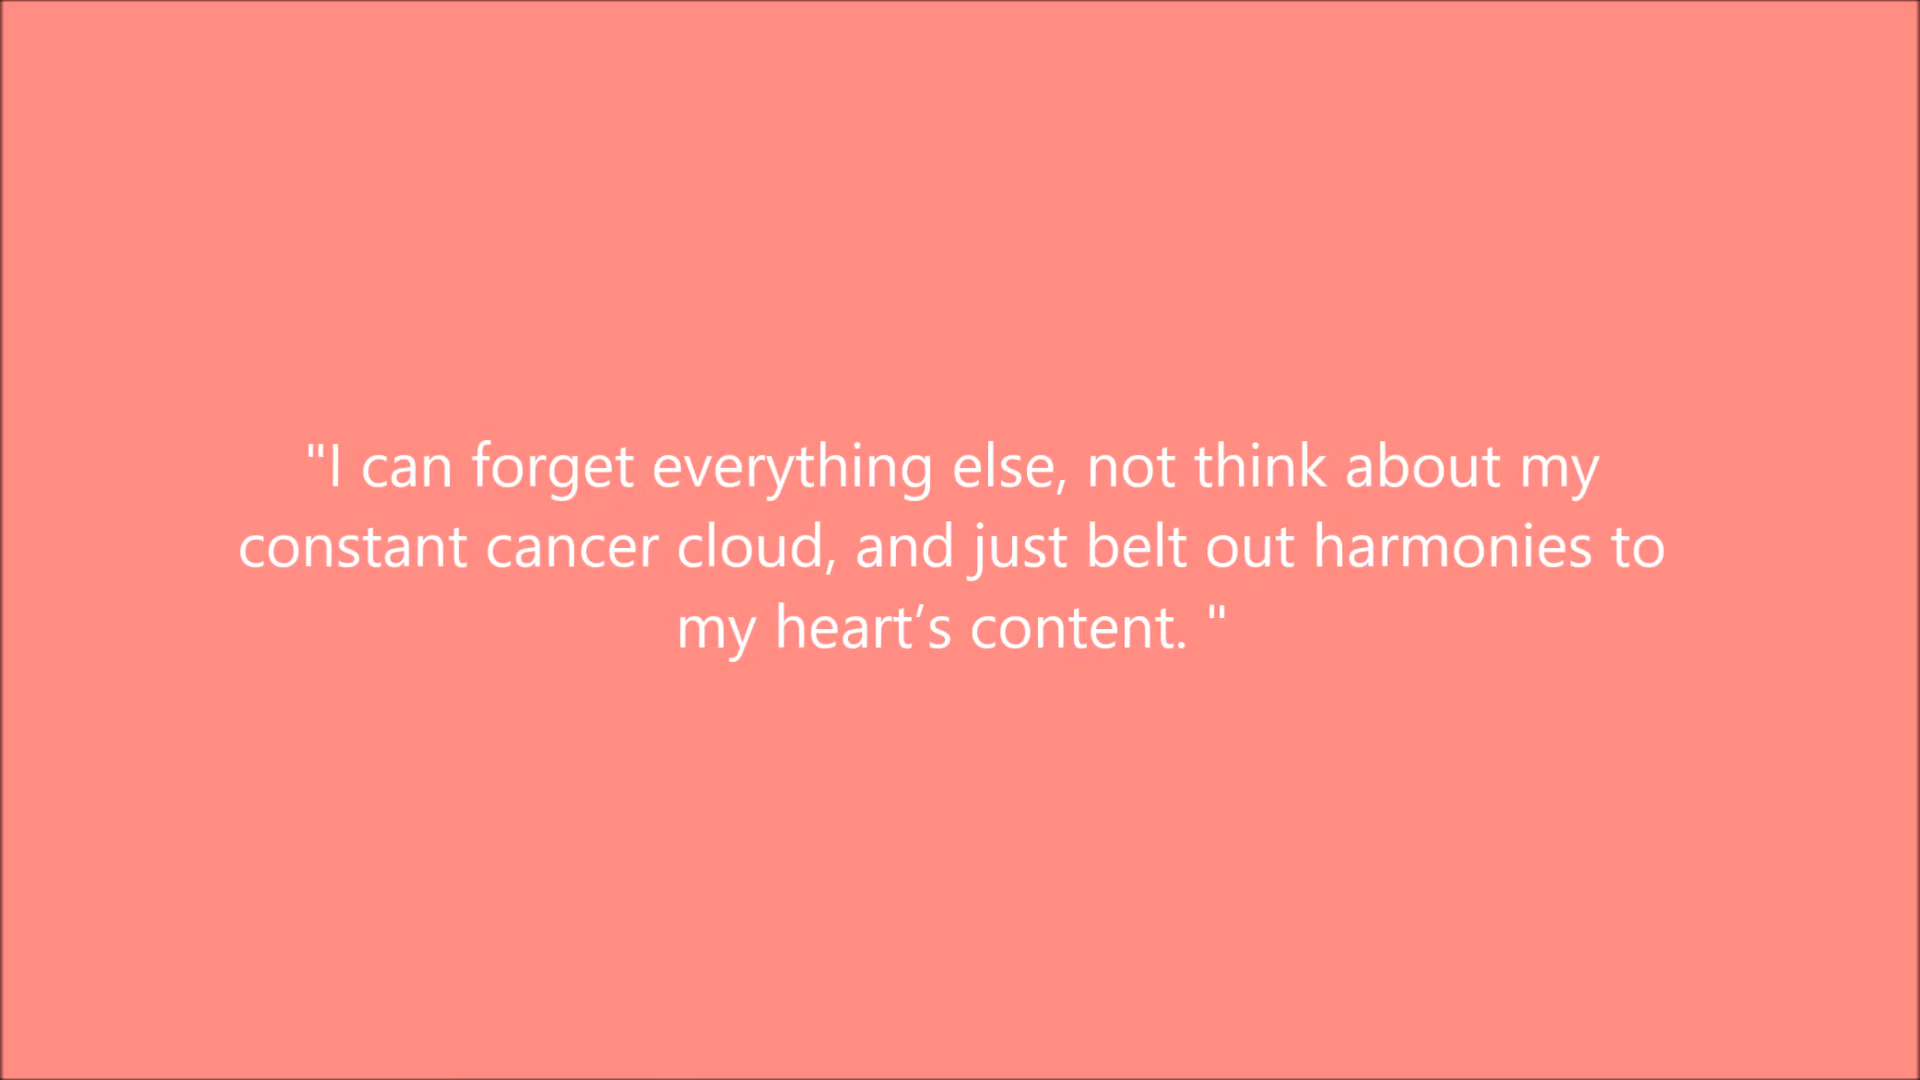 "I can forget everything else, not think about my
constant cancer cloud, and just belt out harmonies to
my heart’s content. "